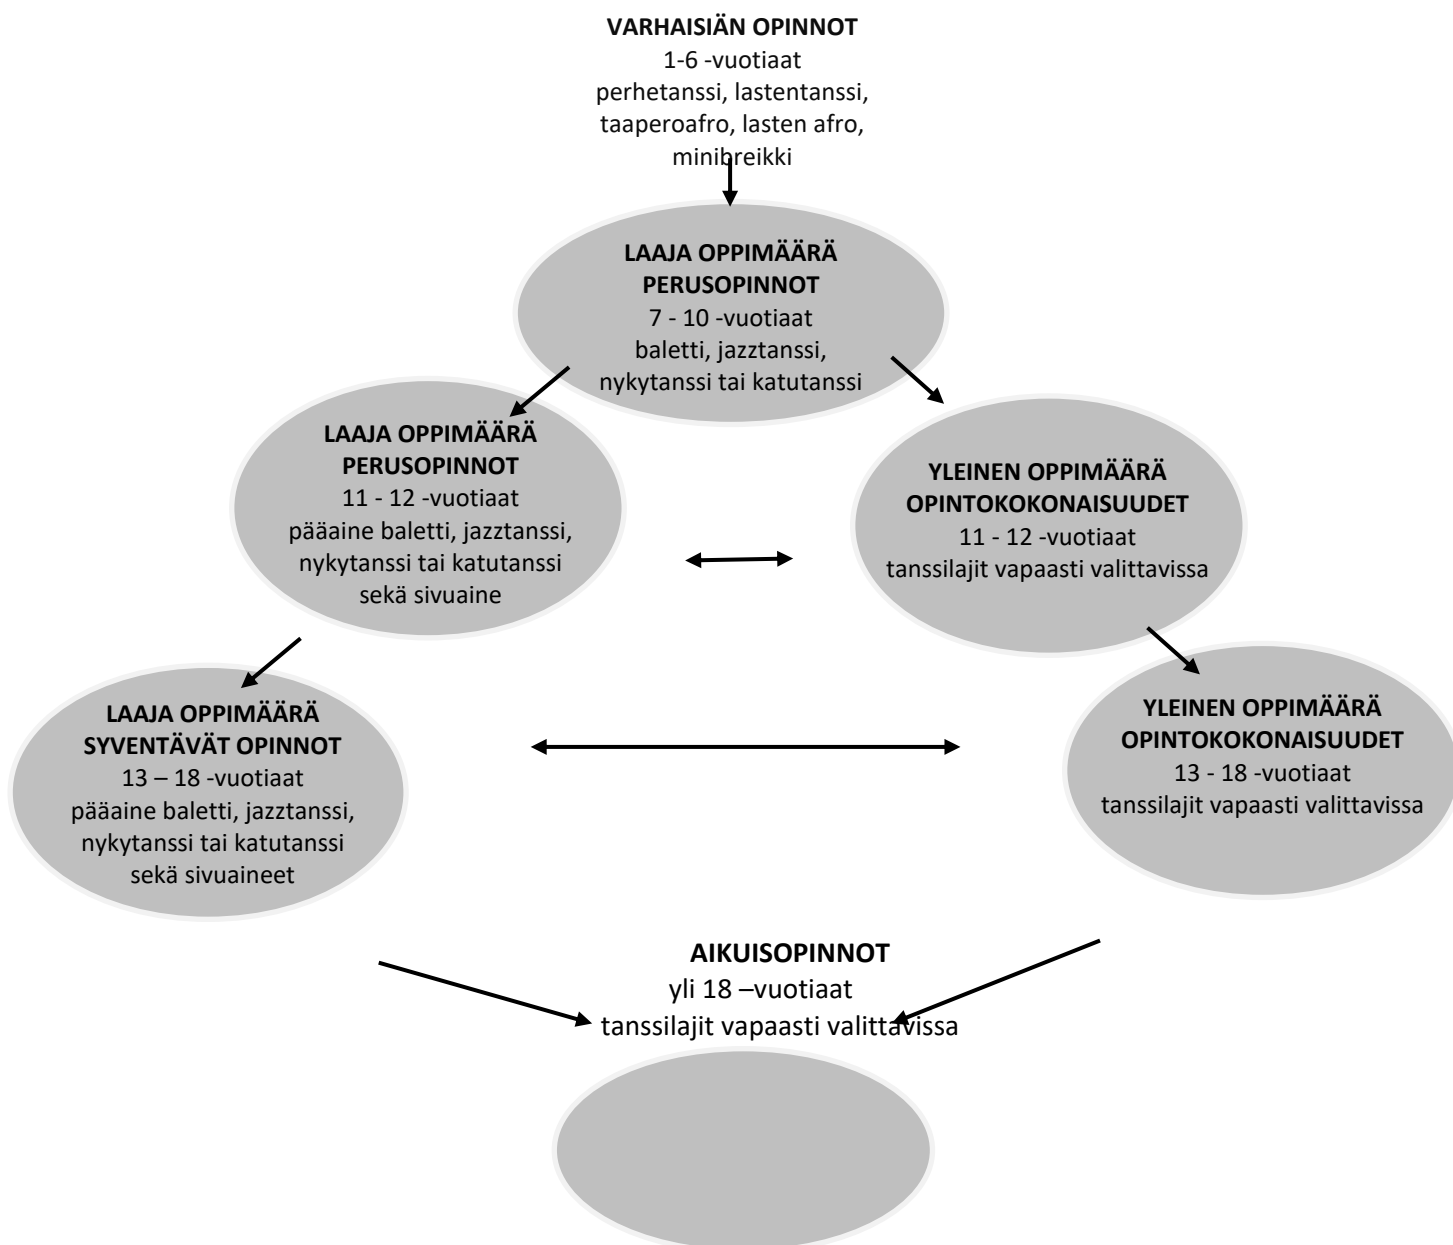 VARHAISIÄN OPINNOT
1-6 -vuotiaat
perhetanssi, lastentanssi,
taaperoafro, lasten afro,
minibreikki
LAAJA OPPIMÄÄRÄ
PERUSOPINNOT
7 - 10 -vuotiaat
baletti, jazztanssi,
nykytanssi tai katutanssi
LAAJA OPPIMÄÄRÄ
PERUSOPINNOT
11 - 12 -vuotiaat
pääaine baletti, jazztanssi,
nykytanssi tai katutanssi
sekä sivuaine
YLEINEN OPPIMÄÄRÄ
OPINTOKOKONAISUUDET
11 - 12 -vuotiaat
tanssilajit vapaasti valittavissa
LAAJA OPPIMÄÄRÄ
SYVENTÄVÄT OPINNOT
13 – 18 -vuotiaat
pääaine baletti, jazztanssi,
nykytanssi tai katutanssi
sekä sivuaineet
YLEINEN OPPIMÄÄRÄ
OPINTOKOKONAISUUDET
13 - 18 -vuotiaat
tanssilajit vapaasti valittavissa
AIKUISOPINNOT
yli 18 –vuotiaat
tanssilajit vapaasti valittavissa